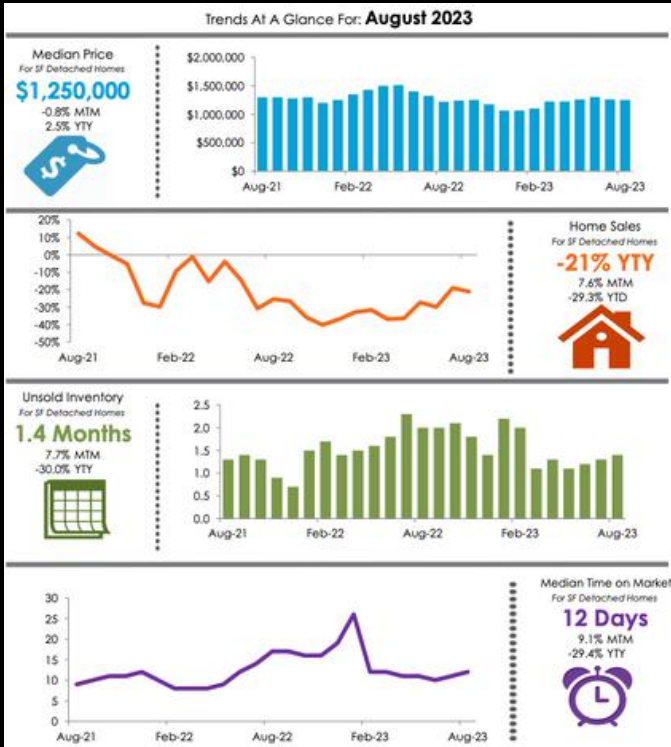 Trends At A Glance For: August 2023
Median Price
For SF Detached Homes
$1,250,000
-0.8% MTM
2.5% YTY
$
$2,000,000
$1,500,000
$1,000,000
$500,000
$0
Aug-21 Feb-22 Aug-22 Feb-23 Aug-23
20%
10%
0%
-10%
-20%
-30%
-40%
-50%
Aug-21 Feb-22 Aug-22 Feb-23 Aug-23
Home Sales
For SF Detached Homes
-21% YTY
7.6% MTM
-29.3% YTD
Unsold Inventory
For SF Detached Homes
1.4 Months
7.7% MTM
-30.0% YTY
2.5
2.0
1.5
1.0
0.5
0.0
Aug-21 Feb-22 Aug-22 Feb-23 Aug-23
30
25
20
15
10
5
0
Aug-21 Feb-22 Aug-22 Feb-23 Aug-23
Median Time on Market
For SF Detached Homes
12 Days
9.1% MTM
-29.4% YTY